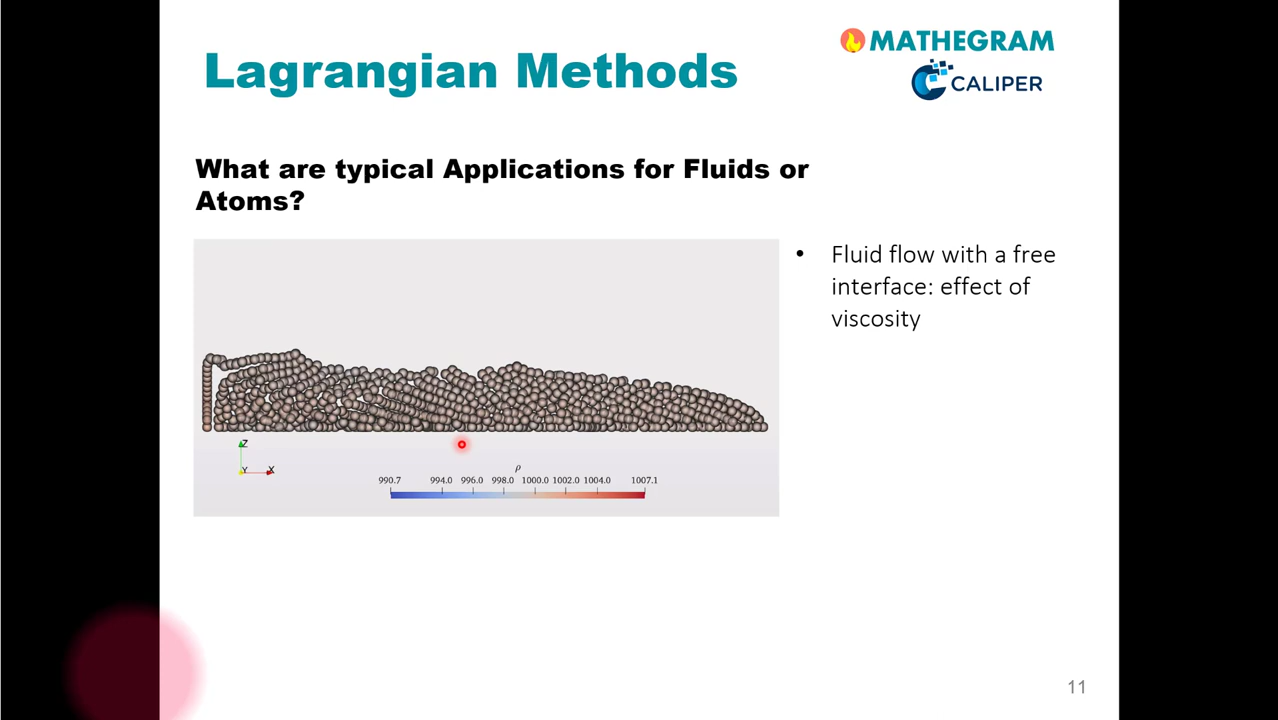 MATHEGRAM
Lagrangian Methods
CALIPER
What are typical Applications for Fluids or
Atoms?
• Fluid flow with a free
interface: effect of
viscosity
Z
Y X
ρ
990.7 994.0 996.0 998.0 1000.0 1002.0 1004.0 1007.1
11